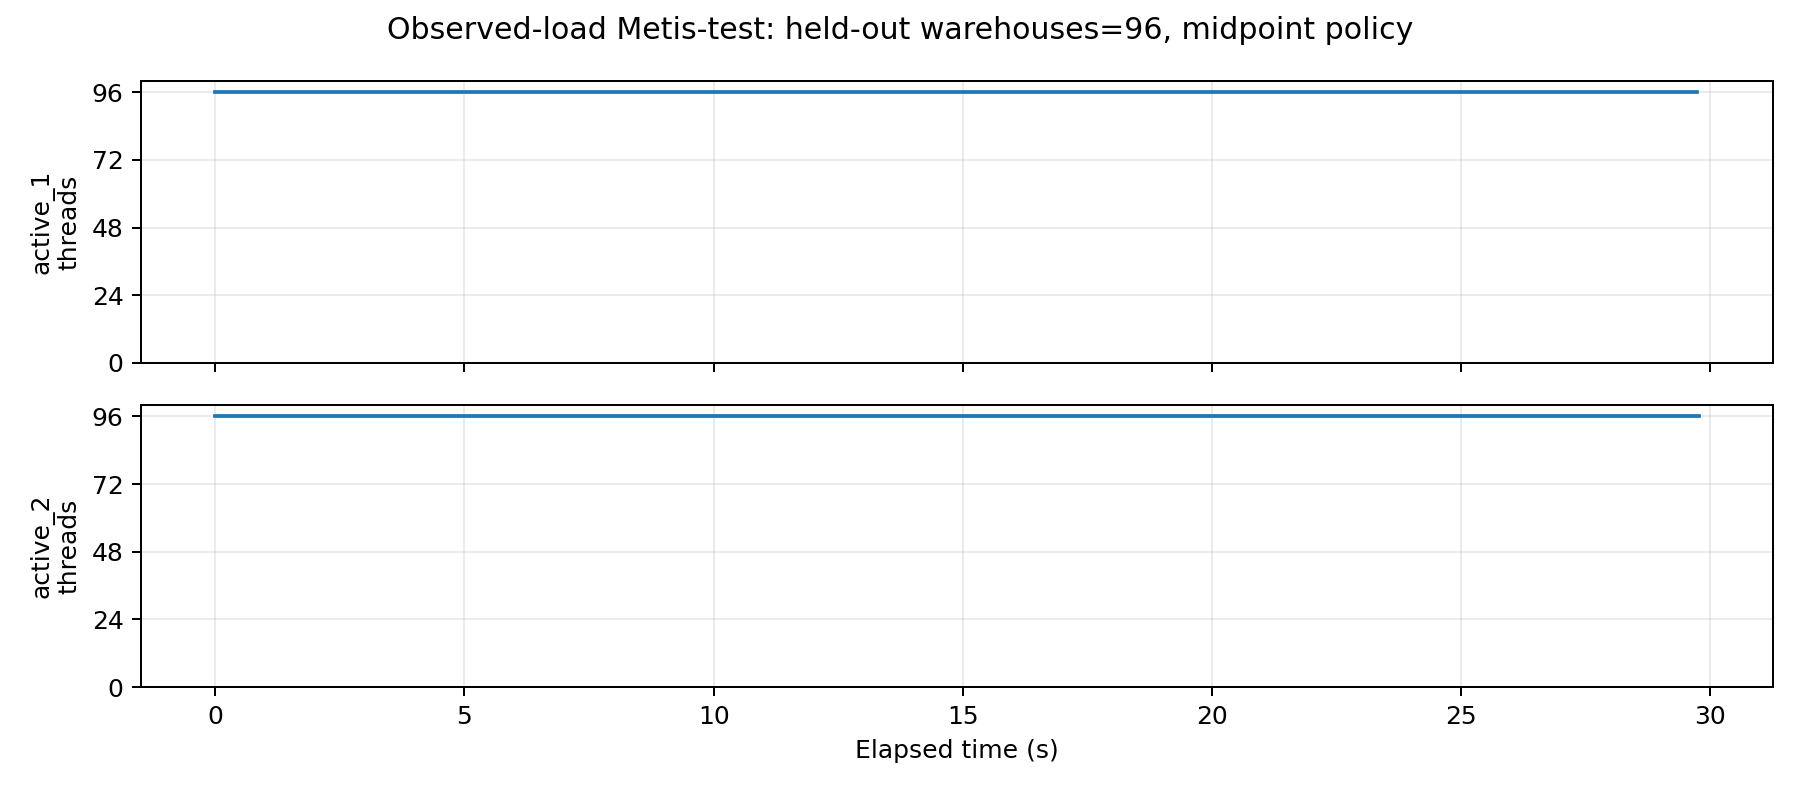 Observed-load Metis-test: held-out warehouses=96, midpoint policy
active_1
threads
96
72
48
24
0
active_2
threads
96
72
48
24
0
0 5 10 15 20 25 30
Elapsed time (s)